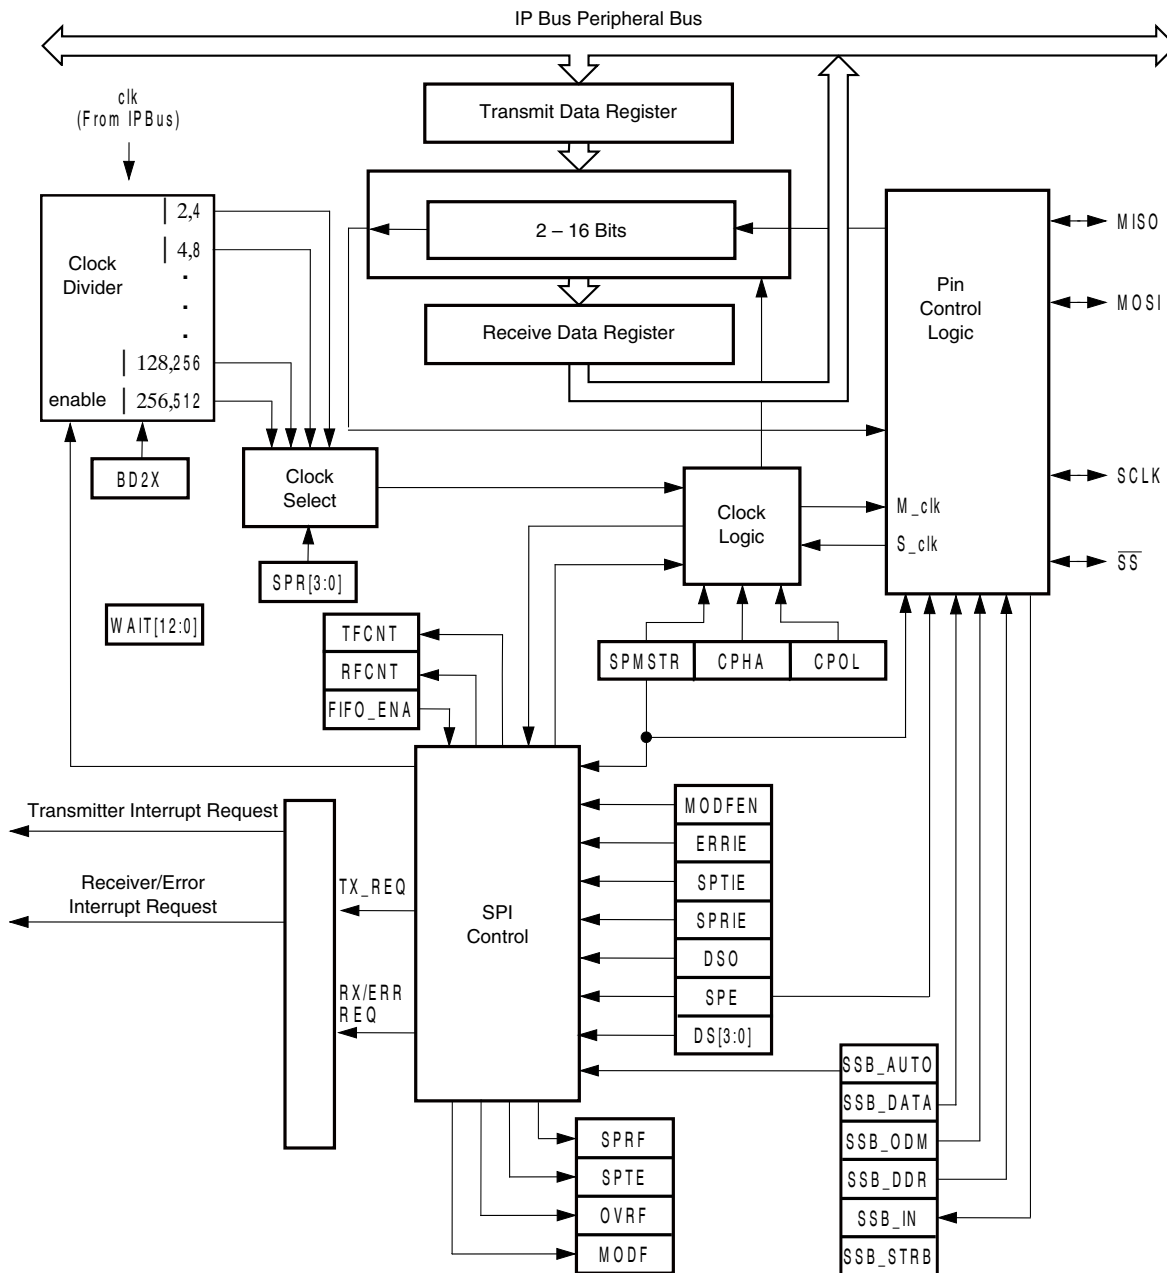 IP Bus Peripheral Bus
clk
(From IPBus)
Transmit Data Register
2 – 16 Bits
Receive Data Register
Clock
Divider
| 2,4
| 4,8
.
.
.
| 128,256
enable | 256,512
BD2X
Clock
Select
SPR[3:0]
WAIT[12:0]
Pin
Control
Logic
M_clk
S_clk
MISO
MOSI
SCLK
S̅S̅
Clock
Logic
SPMSTR CPHA CPOL
TFCNT
RFCNT
FIFO_ENA
Transmitter Interrupt Request
Receiver/Error
Interrupt Request
TX_REQ
RX/ERR
REQ
SPI
Control
MODFEN
ERRIE
SPTIE
SPRIE
DSO
SPE
DS[3:0]
SPRF
SPTE
OVRF
MODF
SSB_AUTO
SSB_DATA
SSB_ODM
SSB_DDR
SSB_IN
SSB_STRB